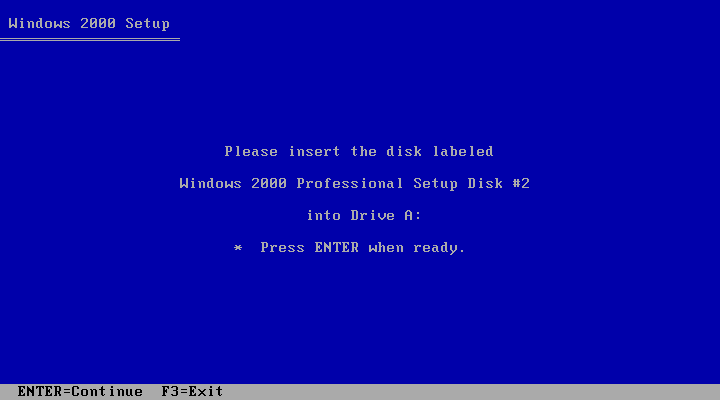 Windows 2000 Setup
Please insert the disk labeled
Windows 2000 Professional Setup Disk #2
into Drive A:
*  Press ENTER when ready.
ENTER=Continue  F3=Exit